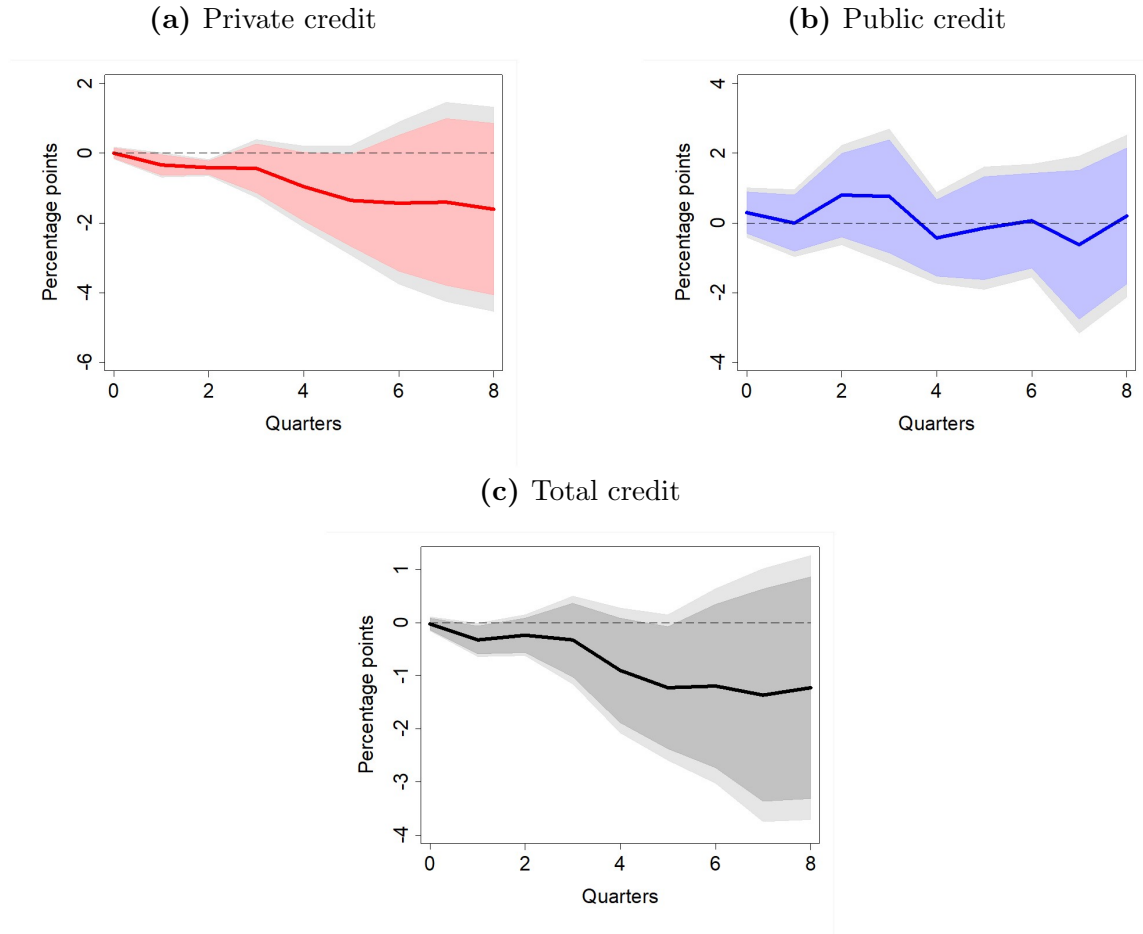 (a) Private credit
(b) Public credit
2
0
-2
-4
-6
Percentage points
0 2 4 6 8
Quarters
4
2
0
-2
-4
Percentage points
0 2 4 6 8
Quarters
(c) Total credit
1
0
-1
-2
-3
-4
Percentage points
0 2 4 6 8
Quarters